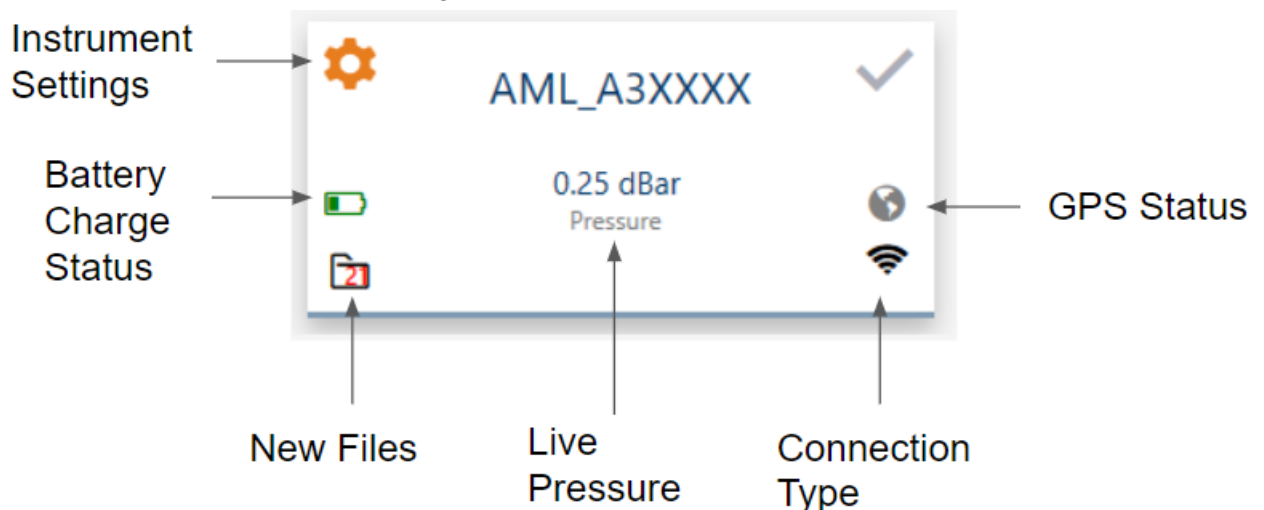 Instrument
Settings
AML_A3XXXX
Battery
Charge
Status
0.25 dBar
Pressure
GPS Status
21
New Files
Live
Pressure
Connection
Type